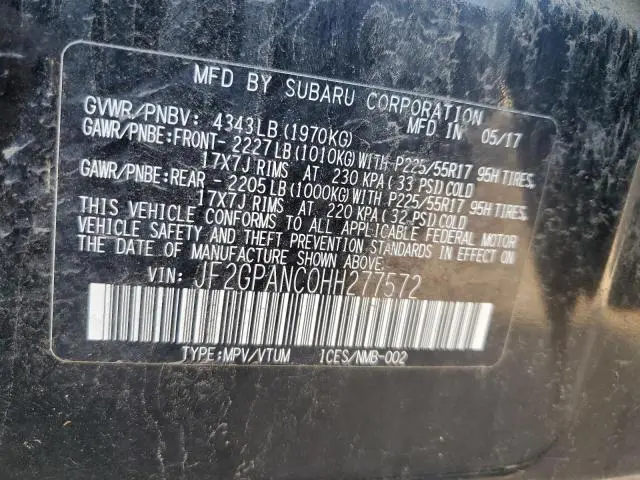 MFD BY SUBARU CORPORATION
MFD IN 05/17
GVWR/PNBV: 4343LB(1970KG)
GAWR/PNBE:FRONT- 2227LB(1010KG)WITH P225/55R17 95H TIRES,
17X7J RIMS AT 230 KPA(33 PSI)COLD
GAWR/PNBE:REAR - 2205LB(1000KG)WITH P225/55R17 95H TIRES,
17X7J RIMS AT 220 KPA(32 PSI)COLD
THIS VEHICLE CONFORMS TO ALL APPLICABLE FEDERAL MOTOR
VEHICLE SAFETY AND THEFT PREVENTION STANDARDS IN EFFECT ON
THE DATE OF MANUFACTURE SHOWN ABOVE.
VIN: JF2GPANC0HH277572
TYPE:MPV/VTUM 1CES/NMB-002